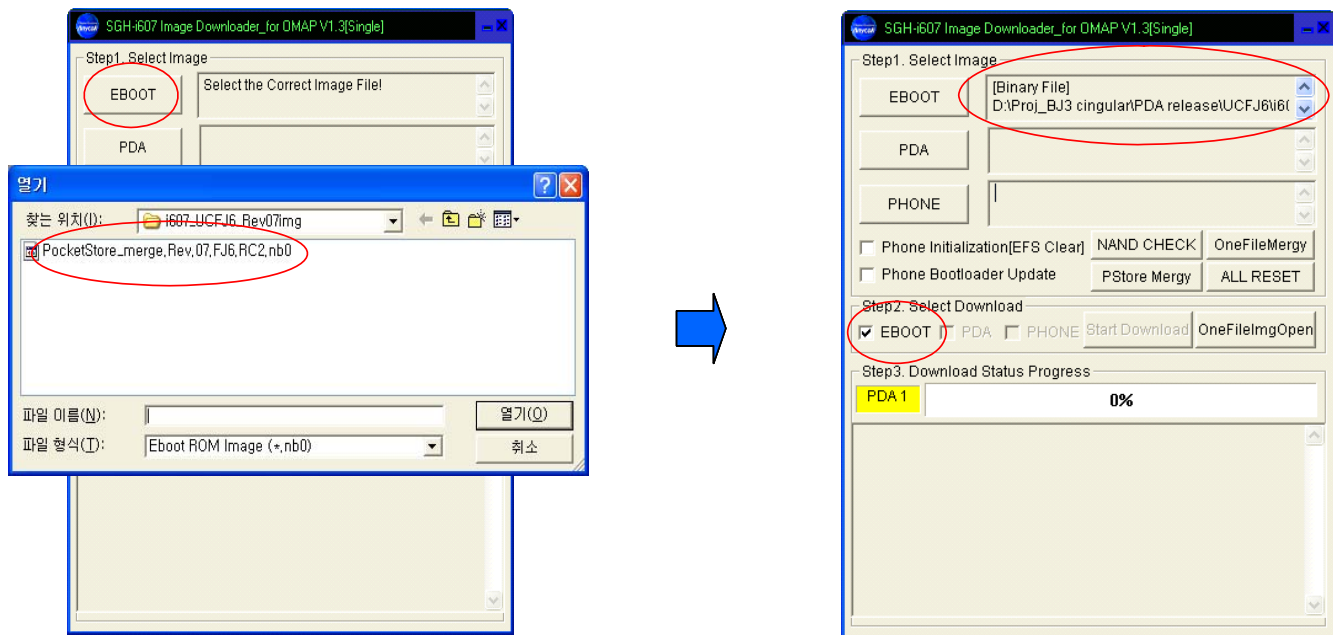 SGH-i607 Image Downloader_for OMAP V1.3[Single]
Step1. Select Image
EBOOT
Select the Correct Image File!
PDA
열기
찾는 위치(I):
i607_UCFJ6_Rev07img
PocketStore_merge,Rev,07,FJ6,RC2,nb0
파일 이름(N):
열기(O)
파일 형식(T):
Eboot ROM Image (*,nb0)
취소
SGH-i607 Image Downloader_for OMAP V1.3[Single]
Step1. Select Image
EBOOT
[Binary File]
D:\Proj_BJ3 cingular\PDA release\UCFJ6\i6(
PDA
PHONE
Phone Initialization[EFS Clear]
NAND CHECK
OneFileMergy
Phone Bootloader Update
PStore Mergy
ALL RESET
Step2. Select Download
EBOOT
PDA
PHONE
Start Download
OneFileImgOpen
Step3. Download Status Progress
PDA 1
0%